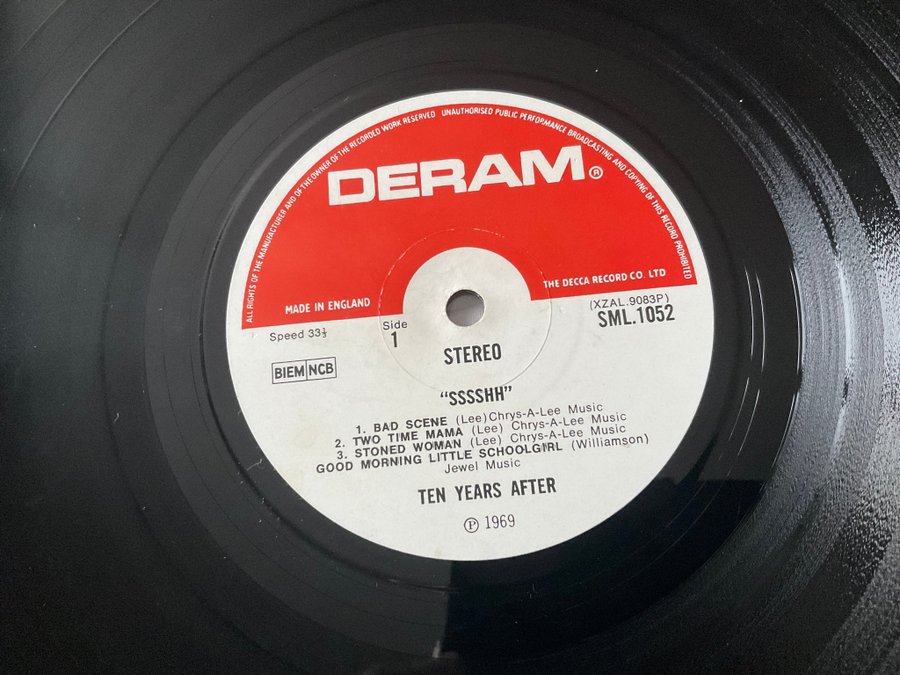 ALL RIGHTS OF THE MANUFACTURER AND OF THE OWNER OF THE RECORDED WORK RESERVED UNAUTHORISED PUBLIC PERFORMANCE BROADCASTING AND COPYING OF THIS RECORD PROHIBITED
DERAM®
THE DECCA RECORD CO LTD
MADE IN ENGLAND
(XZAL.9083P)
SML.1052
Speed 33⅓
Side
1
STEREO
BIEM NCB
"SSSSHH"
1. BAD SCENE (Lee) Chrys-A-Lee Music
2. TWO TIME MAMA (Lee) Chrys-A-Lee Music
3. STONED WOMAN (Lee) Chrys-A-Lee Music
GOOD MORNING LITTLE SCHOOLGIRL (Williamson)
Jewel Music
TEN YEARS AFTER
℗ 1969